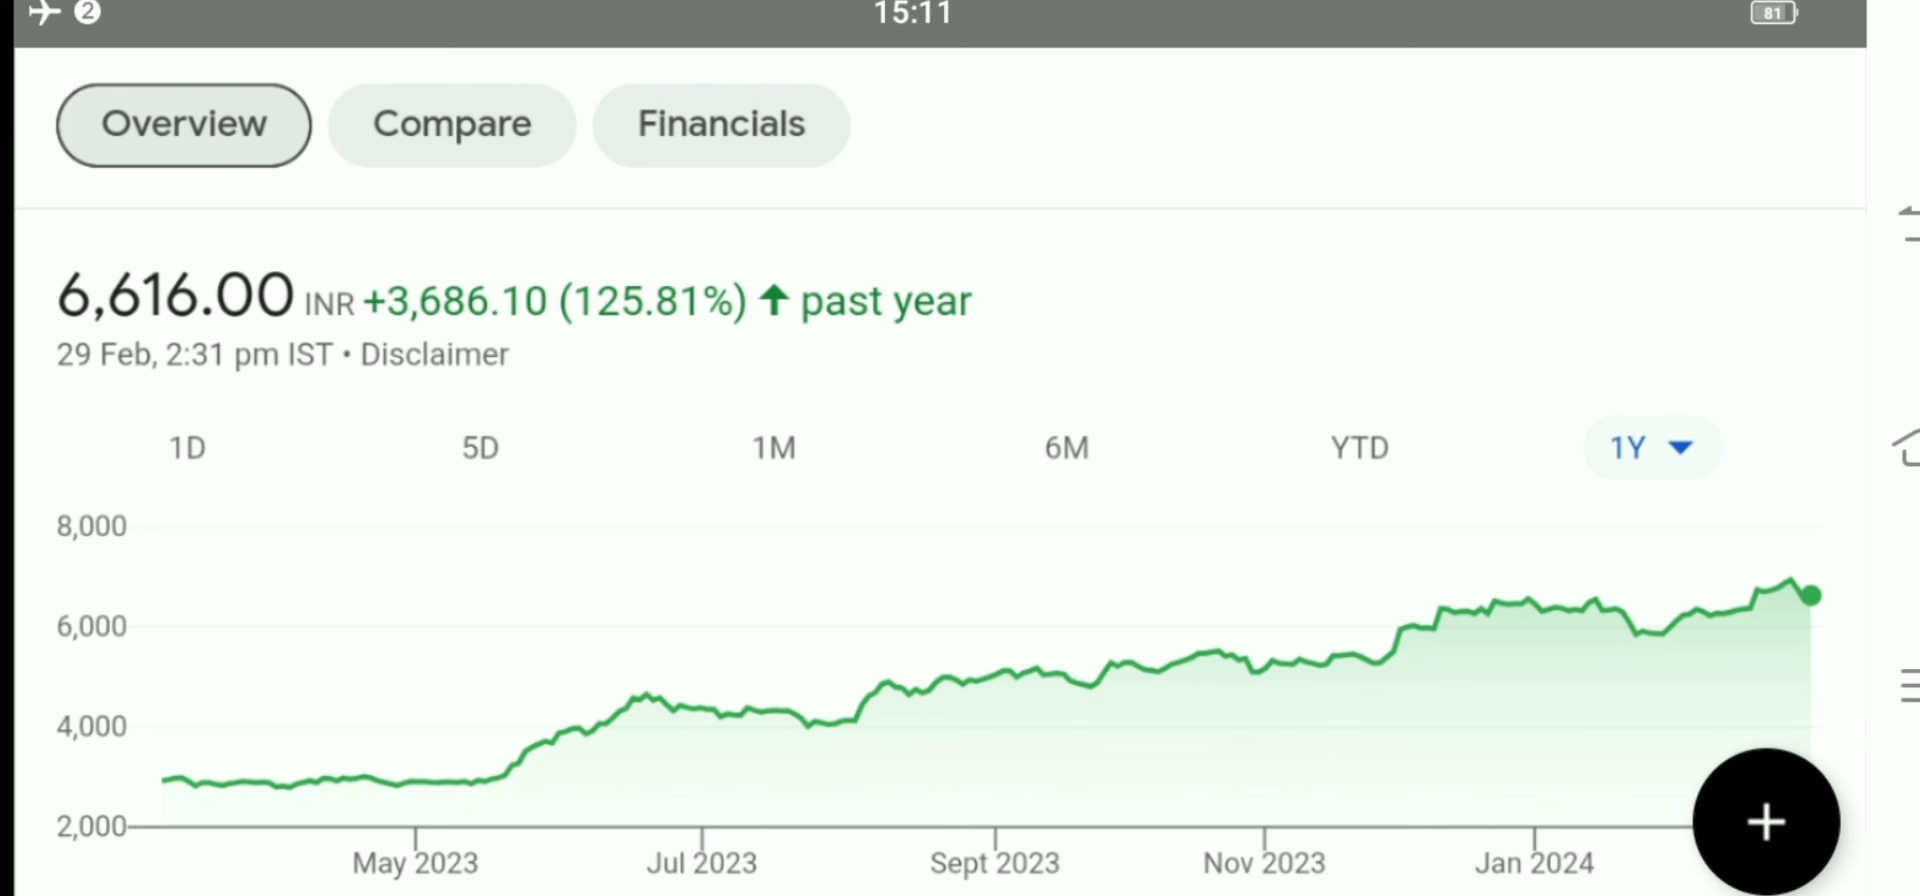 2 15:11 81
Overview Compare Financials
6,616.00 INR +3,686.10 (125.81%) ↑ past year
29 Feb, 2:31 pm IST • Disclaimer
1D 5D 1M 6M YTD 1Y
8,000
6,000
4,000
2,000
May 2023 Jul 2023 Sept 2023 Nov 2023 Jan 2024
+